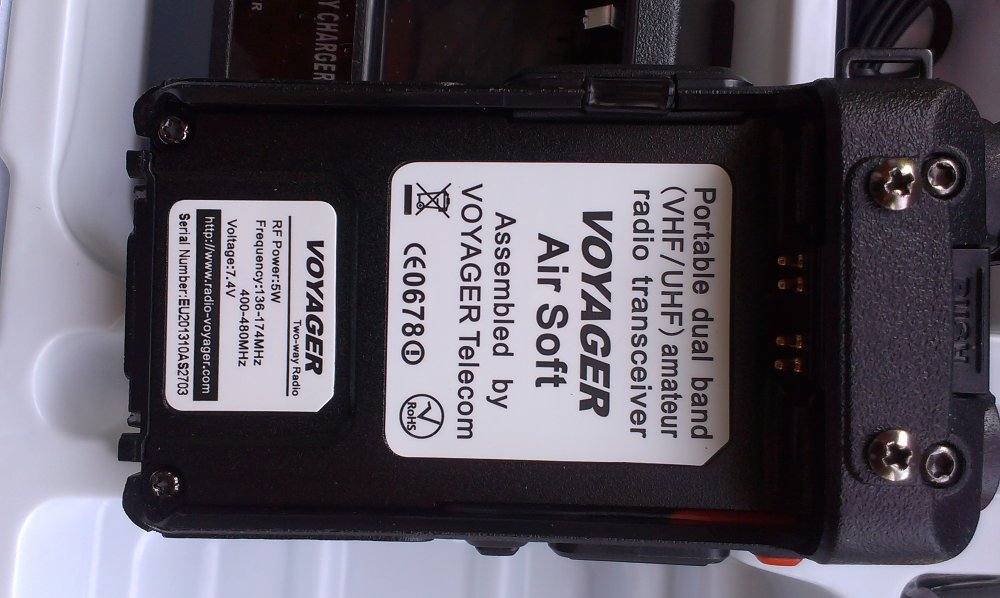 Portable dual band
(VHF/UHF) amateur
radio transceiver
VOYAGER
Air Soft
Assembled by
VOYAGER Telecom
CE0678
RoHS
VOYAGER
Two-way Radio
RF Power:5W
Frequency:136-174MHz
400-480MHz
Voltage:7.4V
http://www.radio-voyager.com
Serial Number:EU201310AS2703
PUSH
Y CHARGER
R